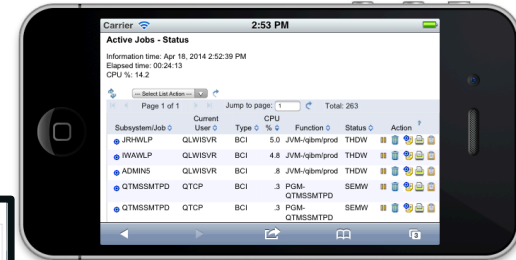 Carrier 2:53 PM
Active Jobs - Status
Information time: Apr 18, 2014 2:52:39 PM
Elapsed time: 00:24:13
CPU %: 14.2
--- Select List Action ---
Page 1 of 1 Jump to page: 1 Total: 263
Subsystem/Job Current User Type CPU % Function Status Action ?
JRHWLP QLWISVR BCI 5.0 JVM-/qibm/prod THDW
IWAWLP QLWISVR BCI 4.8 JVM-/qibm/prod THDW
ADMIN5 QLWISVR BCI .8 JVM-/qibm/prod THDW
QTMSSMTPD QTCP BCI .3 PGM-QTMSSMTPD SEMW
QTMSSMTPD QTCP BCI .3 PGM-QTMSSMTPD SEMW
3